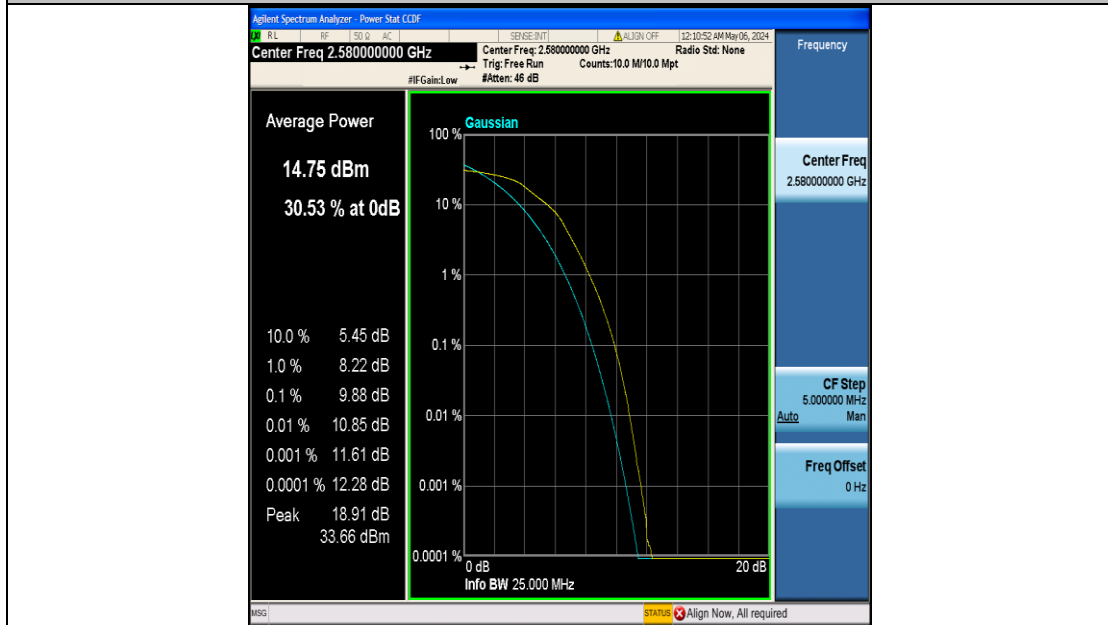 Agilent Spectrum Analyzer - Power Stat CCDF
RL RF 50 Ω AC SENSE:INT ALIGN OFF 12:10:52 AM May 06, 2024
Center Freq 2.580000000 GHz
Center Freq: 2.580000000 GHz Radio Std: None
Trig: Free Run Counts:10.0 M/10.0 Mpt
#IFGain:Low #Atten: 46 dB
Frequency
Average Power
14.75 dBm
30.53 % at 0dB
10.0 % 5.45 dB
1.0 % 8.22 dB
0.1 % 9.88 dB
0.01 % 10.85 dB
0.001 % 11.61 dB
0.0001 % 12.28 dB
Peak 18.91 dB
33.66 dBm
Gaussian
100 %
10 %
1 %
0.1 %
0.01 %
0.001 %
0.0001 %
0 dB 20 dB
Info BW 25.000 MHz
Center Freq
2.580000000 GHz
CF Step
5.000000 MHz
Auto Man
Freq Offset
0 Hz
MSG STATUS Align Now, All required